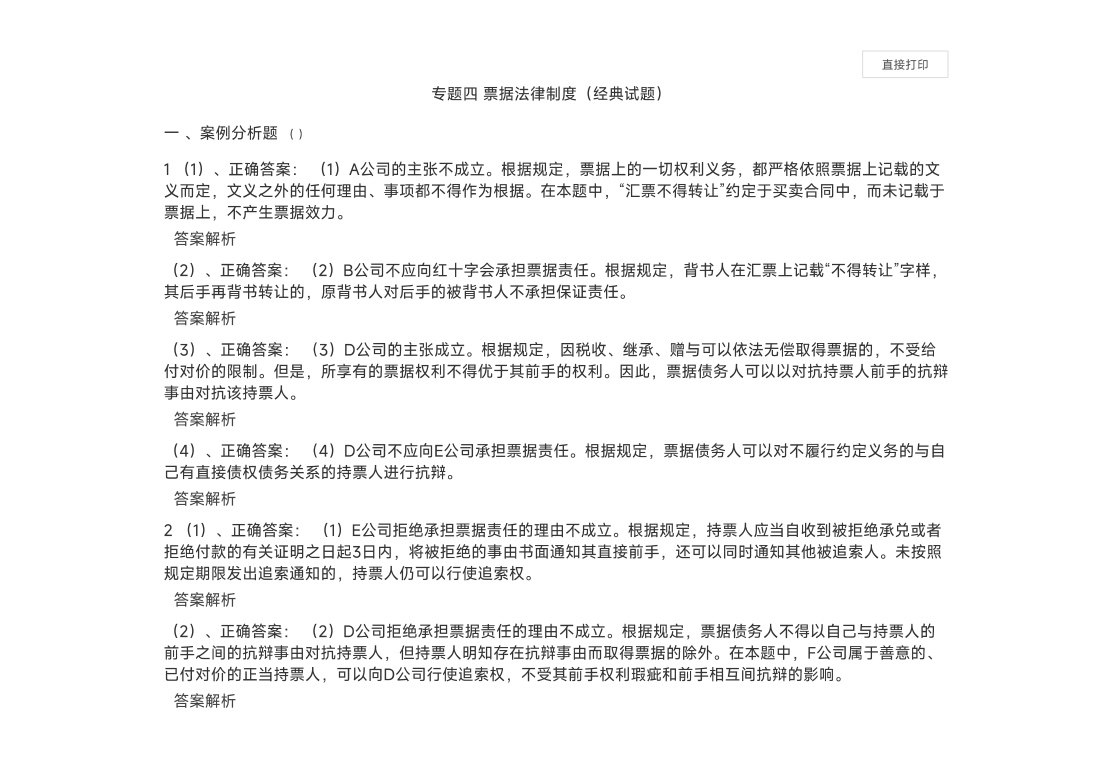 直接打印
专题四 票据法律制度（经典试题）
一 、案例分析题 （ ）
1 （1）、正确答案： （1）A公司的主张不成立。根据规定，票据上的一切权利义务，都严格依照票据上记载的文
义而定，文义之外的任何理由、事项都不得作为根据。在本题中，“汇票不得转让”约定于买卖合同中，而未记载于
票据上，不产生票据效力。
答案解析
（2）、正确答案： （2）B公司不应向红十字会承担票据责任。根据规定，背书人在汇票上记载“不得转让”字样，
其后手再背书转让的，原背书人对后手的被背书人不承担保证责任。
答案解析
（3）、正确答案： （3）D公司的主张成立。根据规定，因税收、继承、赠与可以依法无偿取得票据的，不受给
付对价的限制。但是，所享有的票据权利不得优于其前手的权利。因此，票据债务人可以以对抗持票人前手的抗辩
事由对抗该持票人。
答案解析
（4）、正确答案： （4）D公司不应向E公司承担票据责任。根据规定，票据债务人可以对不履行约定义务的与自
己有直接债权债务关系的持票人进行抗辩。
答案解析
2 （1）、正确答案： （1）E公司拒绝承担票据责任的理由不成立。根据规定，持票人应当自收到被拒绝承兑或者
拒绝付款的有关证明之日起3日内，将被拒绝的事由书面通知其直接前手，还可以同时通知其他被追索人。未按照
规定期限发出追索通知的，持票人仍可以行使追索权。
答案解析
（2）、正确答案： （2）D公司拒绝承担票据责任的理由不成立。根据规定，票据债务人不得以自己与持票人的
前手之间的抗辩事由对抗持票人，但持票人明知存在抗辩事由而取得票据的除外。在本题中，F公司属于善意的、
已付对价的正当持票人，可以向D公司行使追索权，不受其前手权利瑕疵和前手相互间抗辩的影响。
答案解析